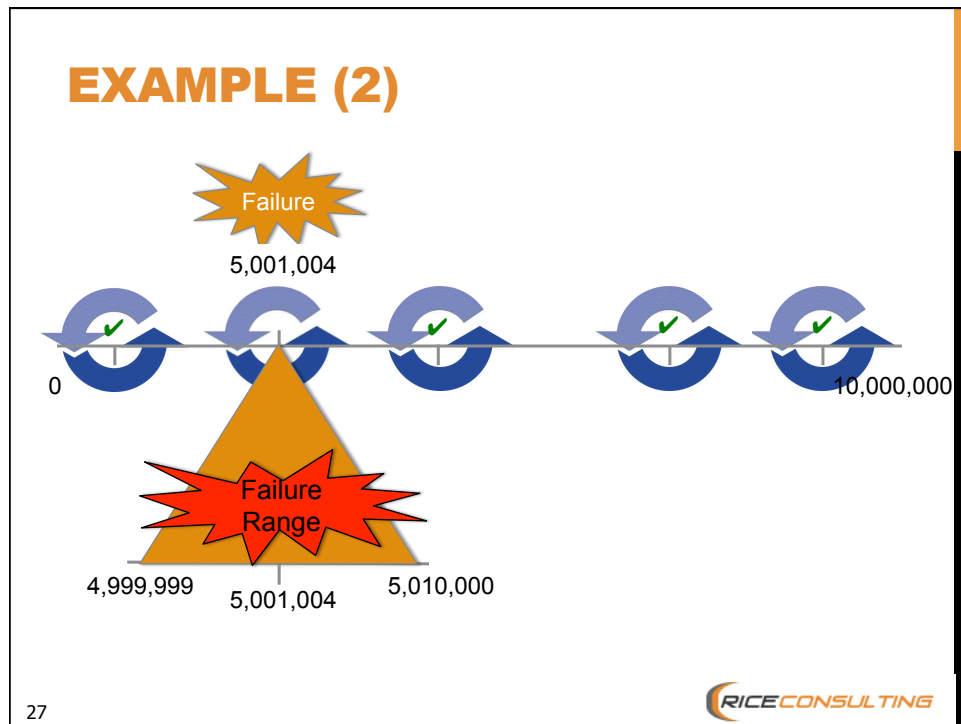 EXAMPLE (2)
Failure
5,001,004
✔ ✔ ✔ ✔
0 10,000,000
Failure
Range
4,999,999 5,001,004 5,010,000
27
RICECONSULTING